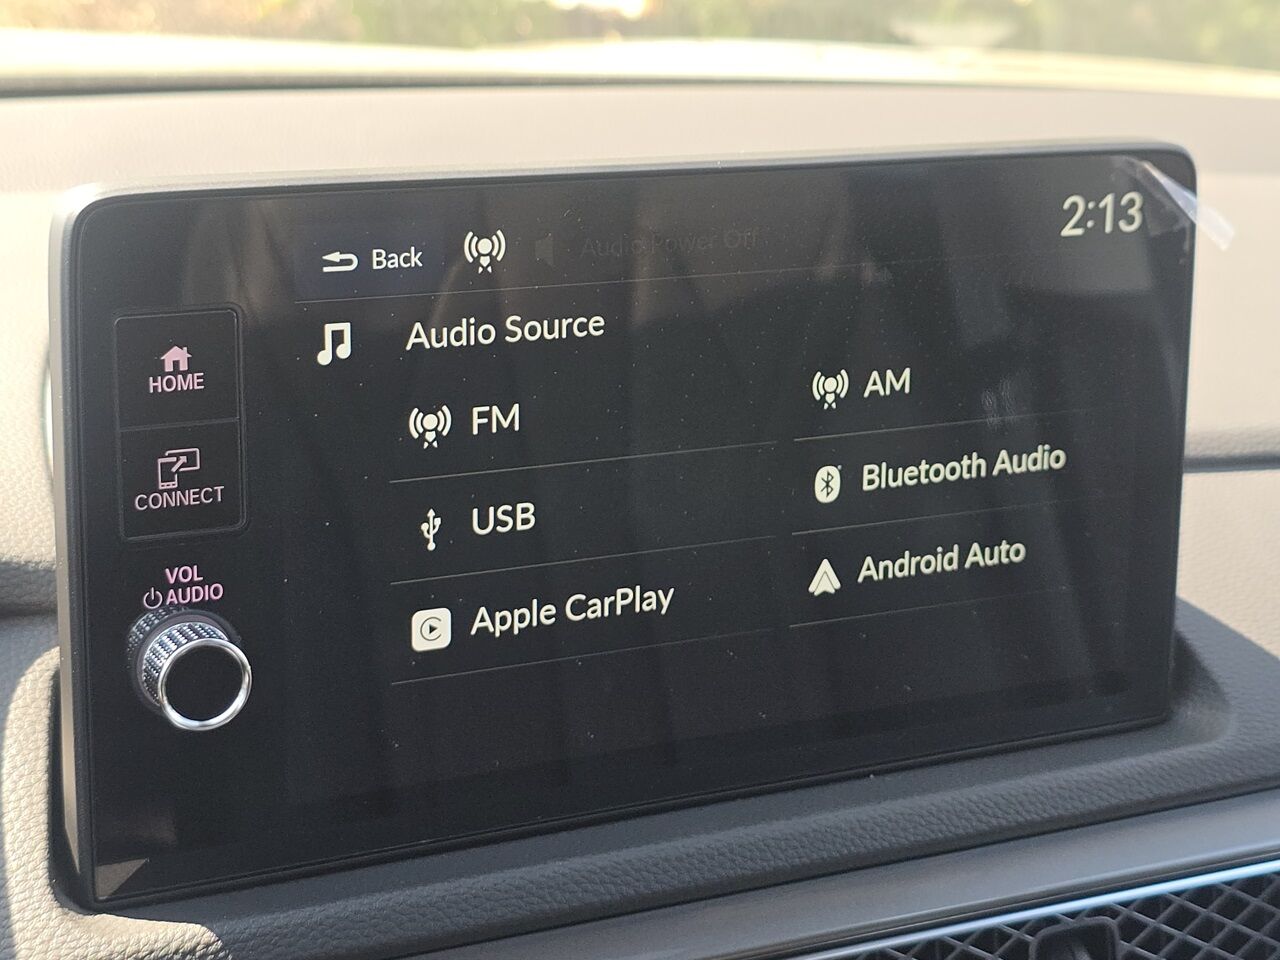 Back
Audio Power Off
2:13
Audio Source
HOME
FM
AM
CONNECT
USB
Bluetooth Audio
VOL
AUDIO
Apple CarPlay
Android Auto